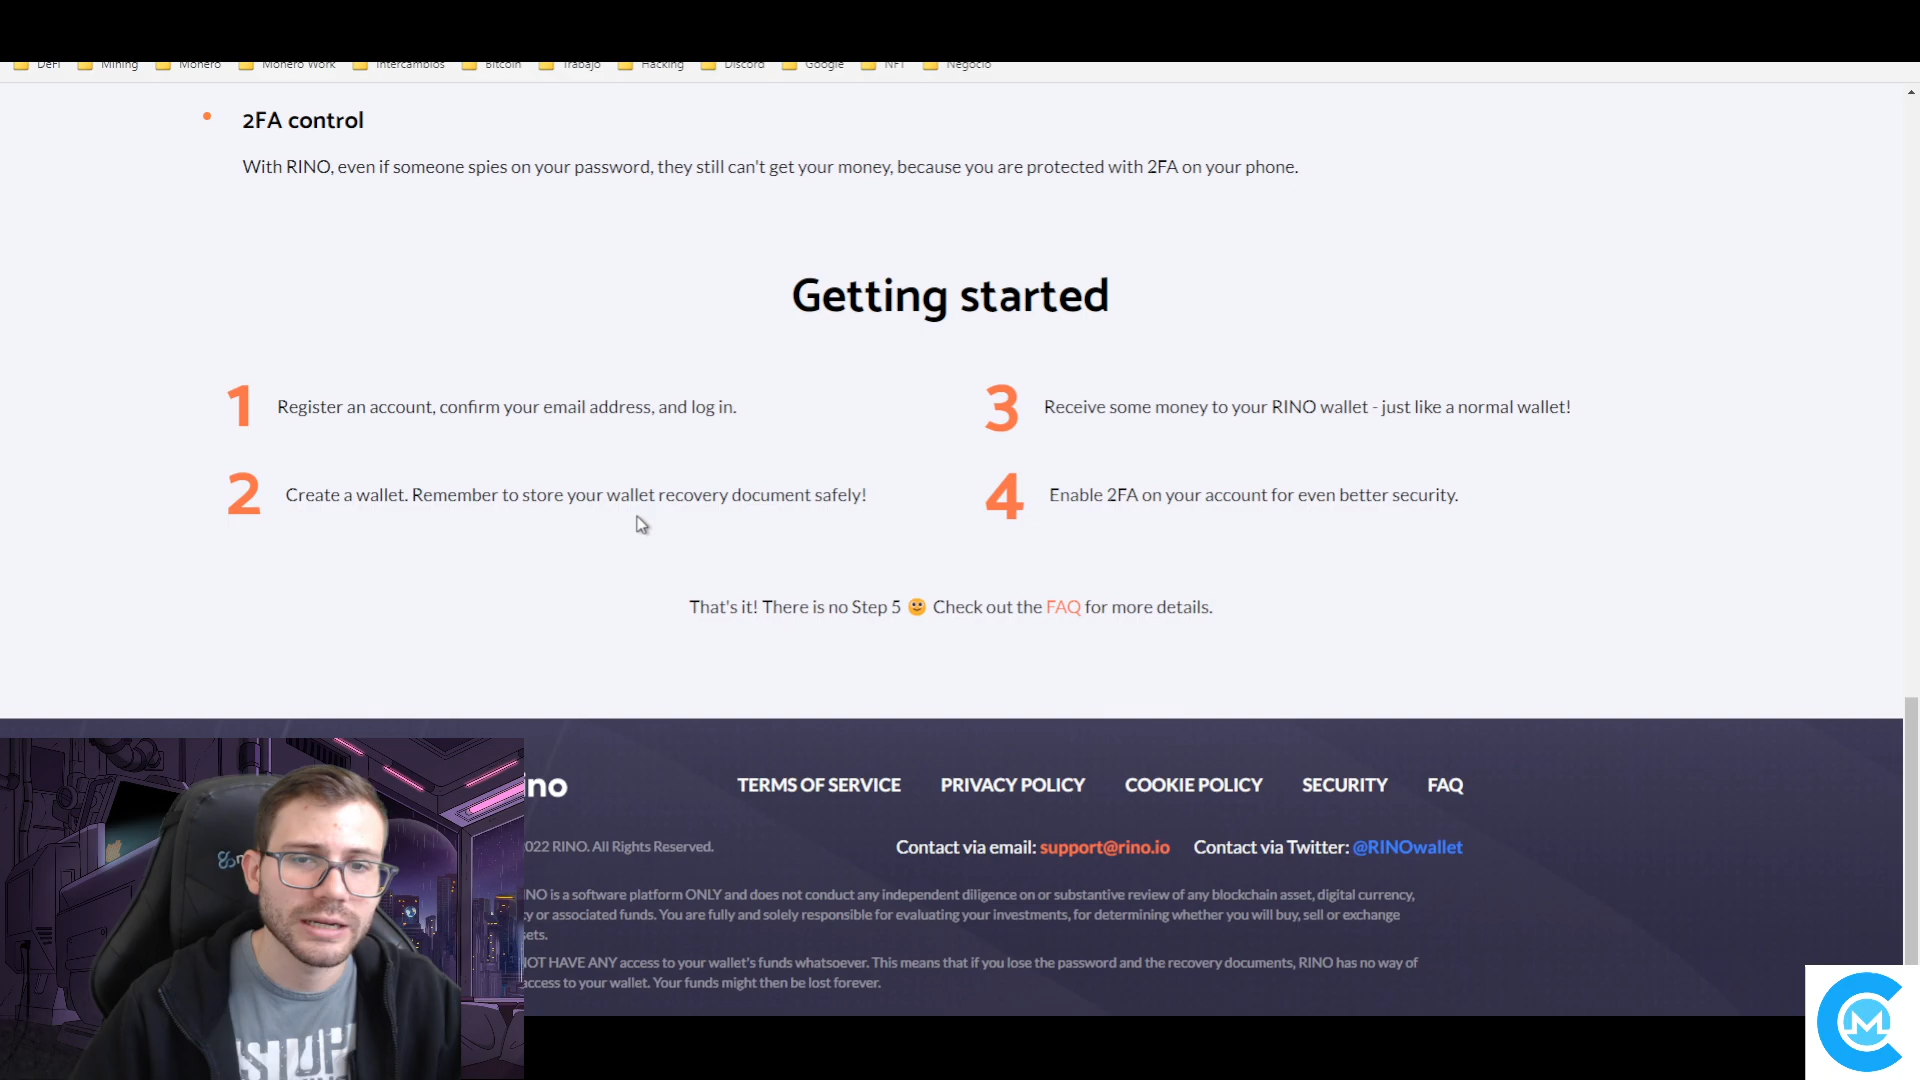 DeFi Mining Monero Monero Work Intercambios Bitcoin Trabajo Hacking Discord Google NFT Negocio
2FA control
With RINO, even if someone spies on your password, they still can't get your money, because you are protected with 2FA on your phone.
Getting started
1 Register an account, confirm your email address, and log in.
2 Create a wallet. Remember to store your wallet recovery document safely!
3 Receive some money to your RINO wallet - just like a normal wallet!
4 Enable 2FA on your account for even better security.
That's it! There is no Step 5 🙂 Check out the FAQ for more details.
no
TERMS OF SERVICE PRIVACY POLICY COOKIE POLICY SECURITY FAQ
022 RINO. All Rights Reserved.
Contact via email: support@rino.io Contact via Twitter: @RINOwallet
INO is a software platform ONLY and does not conduct any independent diligence on or substantive review of any blockchain asset, digital currency,
y or associated funds. You are fully and solely responsible for evaluating your investments, for determining whether you will buy, sell or exchange
sets.
NOT HAVE ANY access to your wallet's funds whatsoever. This means that if you lose the password and the recovery documents, RINO has no way of
access to your wallet. Your funds might then be lost forever.
M